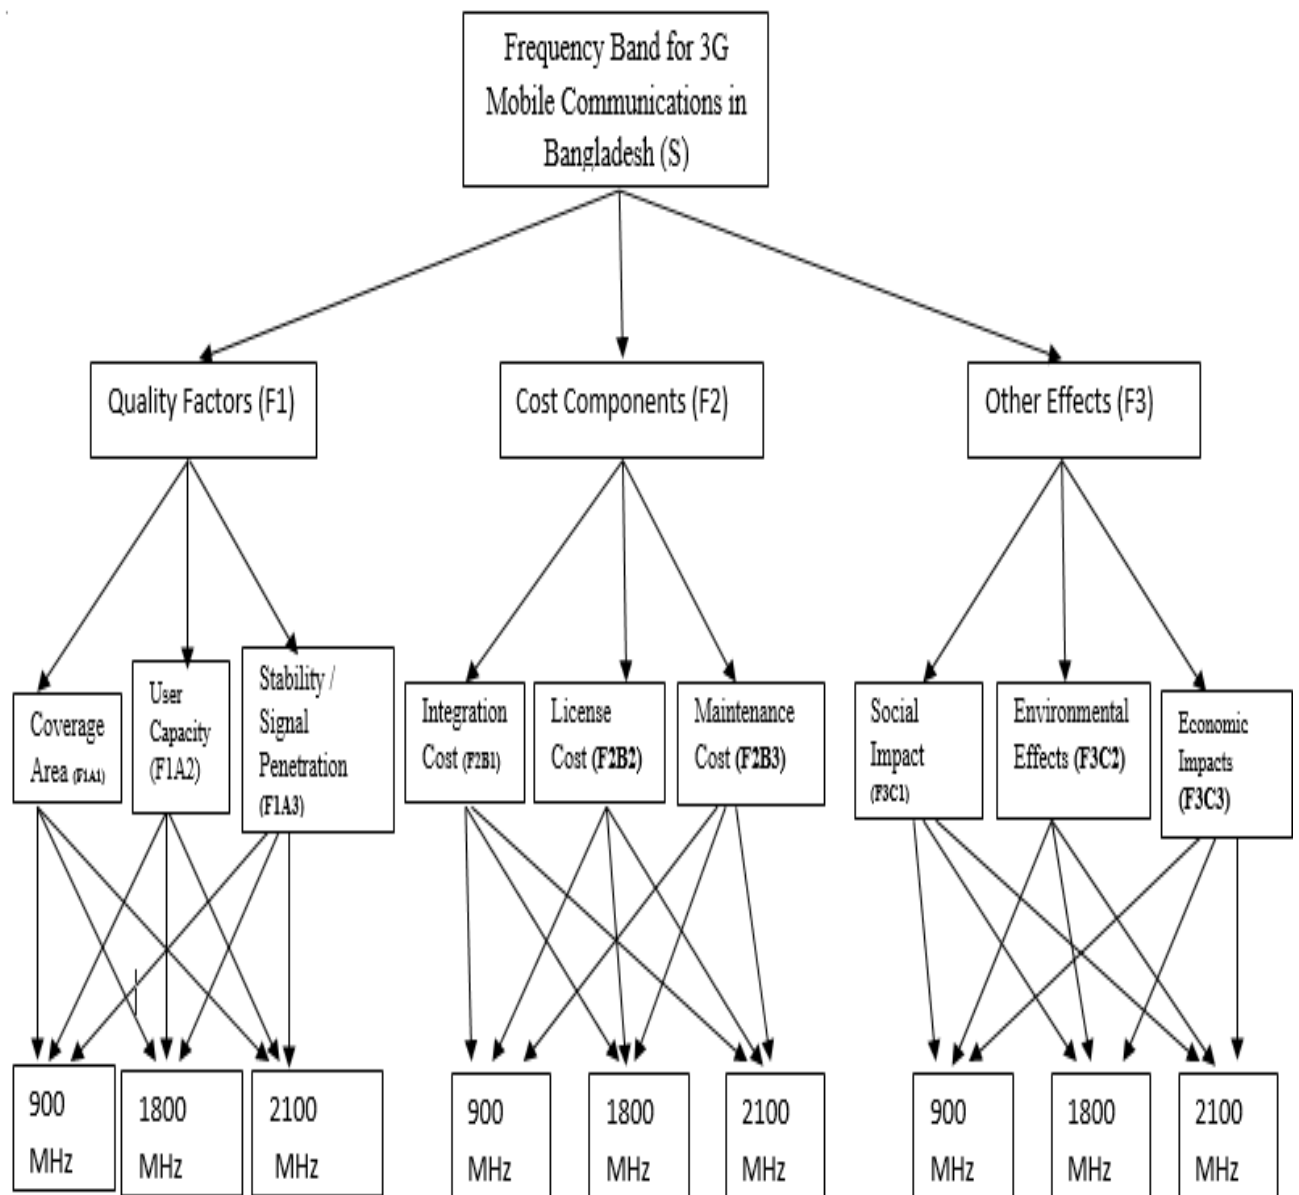 Frequency Band for 3G
Mobile Communications in
Bangladesh (S)
Quality Factors (F1)
Cost Components (F2)
Other Effects (F3)
Coverage
Area (F1A1)
User
Capacity
(F1A2)
Stability /
Signal
Penetration
(F1A3)
Integration
Cost (F2B1)
License
Cost (F2B2)
Maintenance
Cost (F2B3)
Social
Impact
(F3C1)
Environmental
Effects (F3C2)
Economic
Impacts
(F3C3)
900
MHz
1800
MHz
2100
MHz
900
MHz
1800
MHz
2100
MHz
900
MHz
1800
MHz
2100
MHz